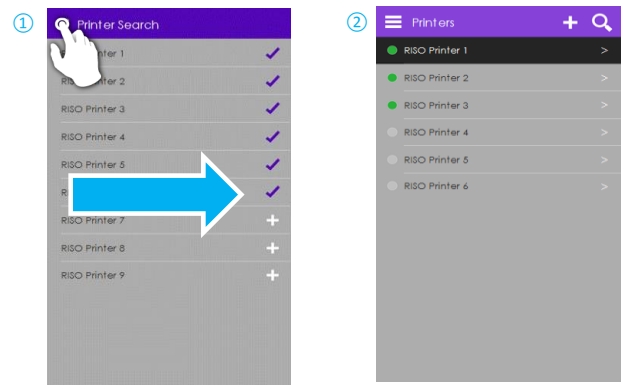 ①
Printer Search
RISO Printer 2
RISO Printer 3
RISO Printer 4
RISO Printer 5
RISO Printer 7
RISO Printer 8
RISO Printer 9
②
Printers
RISO Printer 1
RISO Printer 2
RISO Printer 3
RISO Printer 4
RISO Printer 5
RISO Printer 6